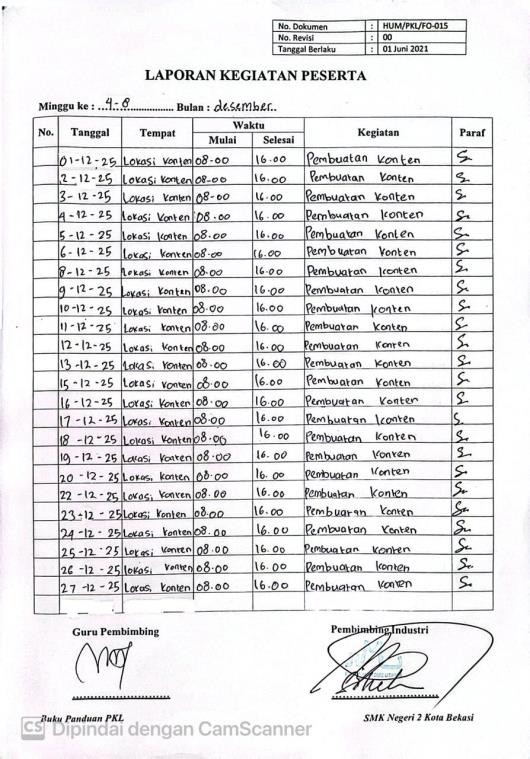 No. Dokumen : HUM/PKL/FO-015
No. Revisi : 00
Tanggal Berlaku : 01 Juni 2021
LAPORAN KEGIATAN PESERTA
Minggu ke : ...4-8.................... Bulan : desember..
No. Tanggal Tempat Waktu Kegiatan Paraf
Mulai Selesai
01-12-25 Lokasi Konten 08-00 16.00 Pembuatan Konten
2-12-25 Lokasi Konten 08-00 16.00 Pembuatan Konten
3-12-25 Lokasi Konten 08-00 16.00 Pembuatan Konten
4-12-25 Lokasi Konten 08.00 16.00 Pembuatan Konten
5-12-25 Lokasi Konten 08.00 16.00 Pembuatan Konten
6-12-25 Lokasi Konten 08.00 16.00 Pembuatan Konten
8-12-25 Lokasi Konten 08.00 16.00 Pembuatan Konten
9-12-25 Lokasi Konten 08.00 16.00 Pembuatan Konten
10-12-25 Lokasi Konten 08.00 16.00 Pembuatan Konten
11-12-25 Lokasi Konten 08.00 16.00 Pembuatan Konten
12-12-25 Lokasi Konten 08.00 16.00 Pembuatan Konten
13-12-25 Lokasi Konten 08.00 16.00 Pembuatan Konten
15-12-25 Lokasi Konten 08.00 16.00 Pembuatan Konten
16-12-25 Lokasi Konten 08.00 16.00 Pembuatan Konten
17-12-25 Lokasi Konten 08.00 16.00 Pembuatan Konten
18-12-25 Lokasi Konten 08.00 16.00 Pembuatan Konten
19-12-25 Lokasi Konten 08.00 16.00 Pembuatan Konten
20-12-25 Lokasi Konten 08.00 16.00 Pembuatan Konten
22-12-25 Lokasi Konten 08.00 16.00 Pembuatan Konten
23-12-25 Lokasi Konten 08.00 16.00 Pembuatan Konten
24-12-25 Lokasi Konten 08.00 16.00 Pembuatan Konten
25-12-25 Lokasi Konten 08.00 16.00 Pembuatan Konten
26-12-25 lokasi Konten 08.00 16.00 Pembuatan Konten
27-12-25 Lokasi Konten 08.00 16.00 Pembuatan Konten
Guru Pembimbing Pembimbing Industri
Buku Panduan PKL SMK Negeri 2 Kota Bekasi
CS Dipindai dengan CamScanner